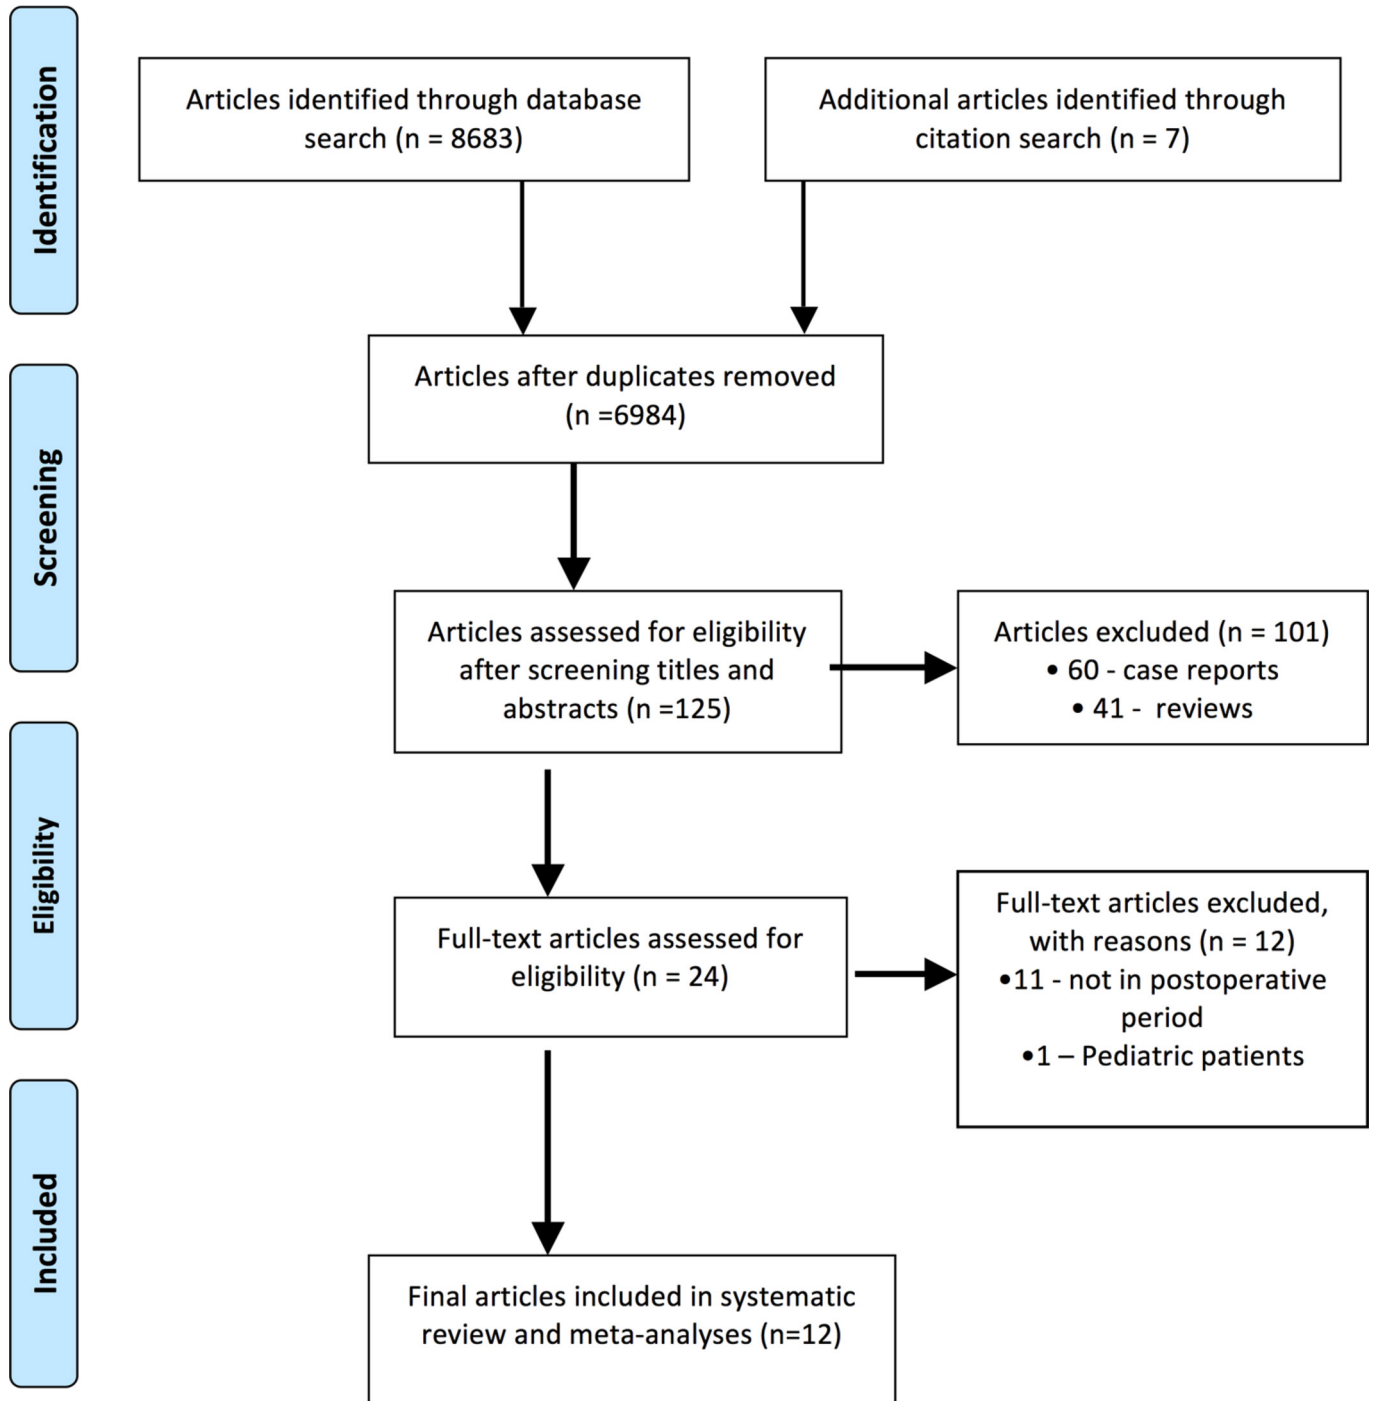 Identification
Articles identified through database
search (n = 8683)
Additional articles identified through
citation search (n = 7)
Articles after duplicates removed
(n =6984)
Screening
Articles assessed for eligibility
after screening titles and
abstracts (n =125)
Articles excluded (n = 101)
• 60 - case reports
• 41 - reviews
Eligibility
Full-text articles assessed for
eligibility (n = 24)
Full-text articles excluded,
with reasons (n = 12)
•11 - not in postoperative
period
•1 – Pediatric patients
Included
Final articles included in systematic
review and meta-analyses (n=12)